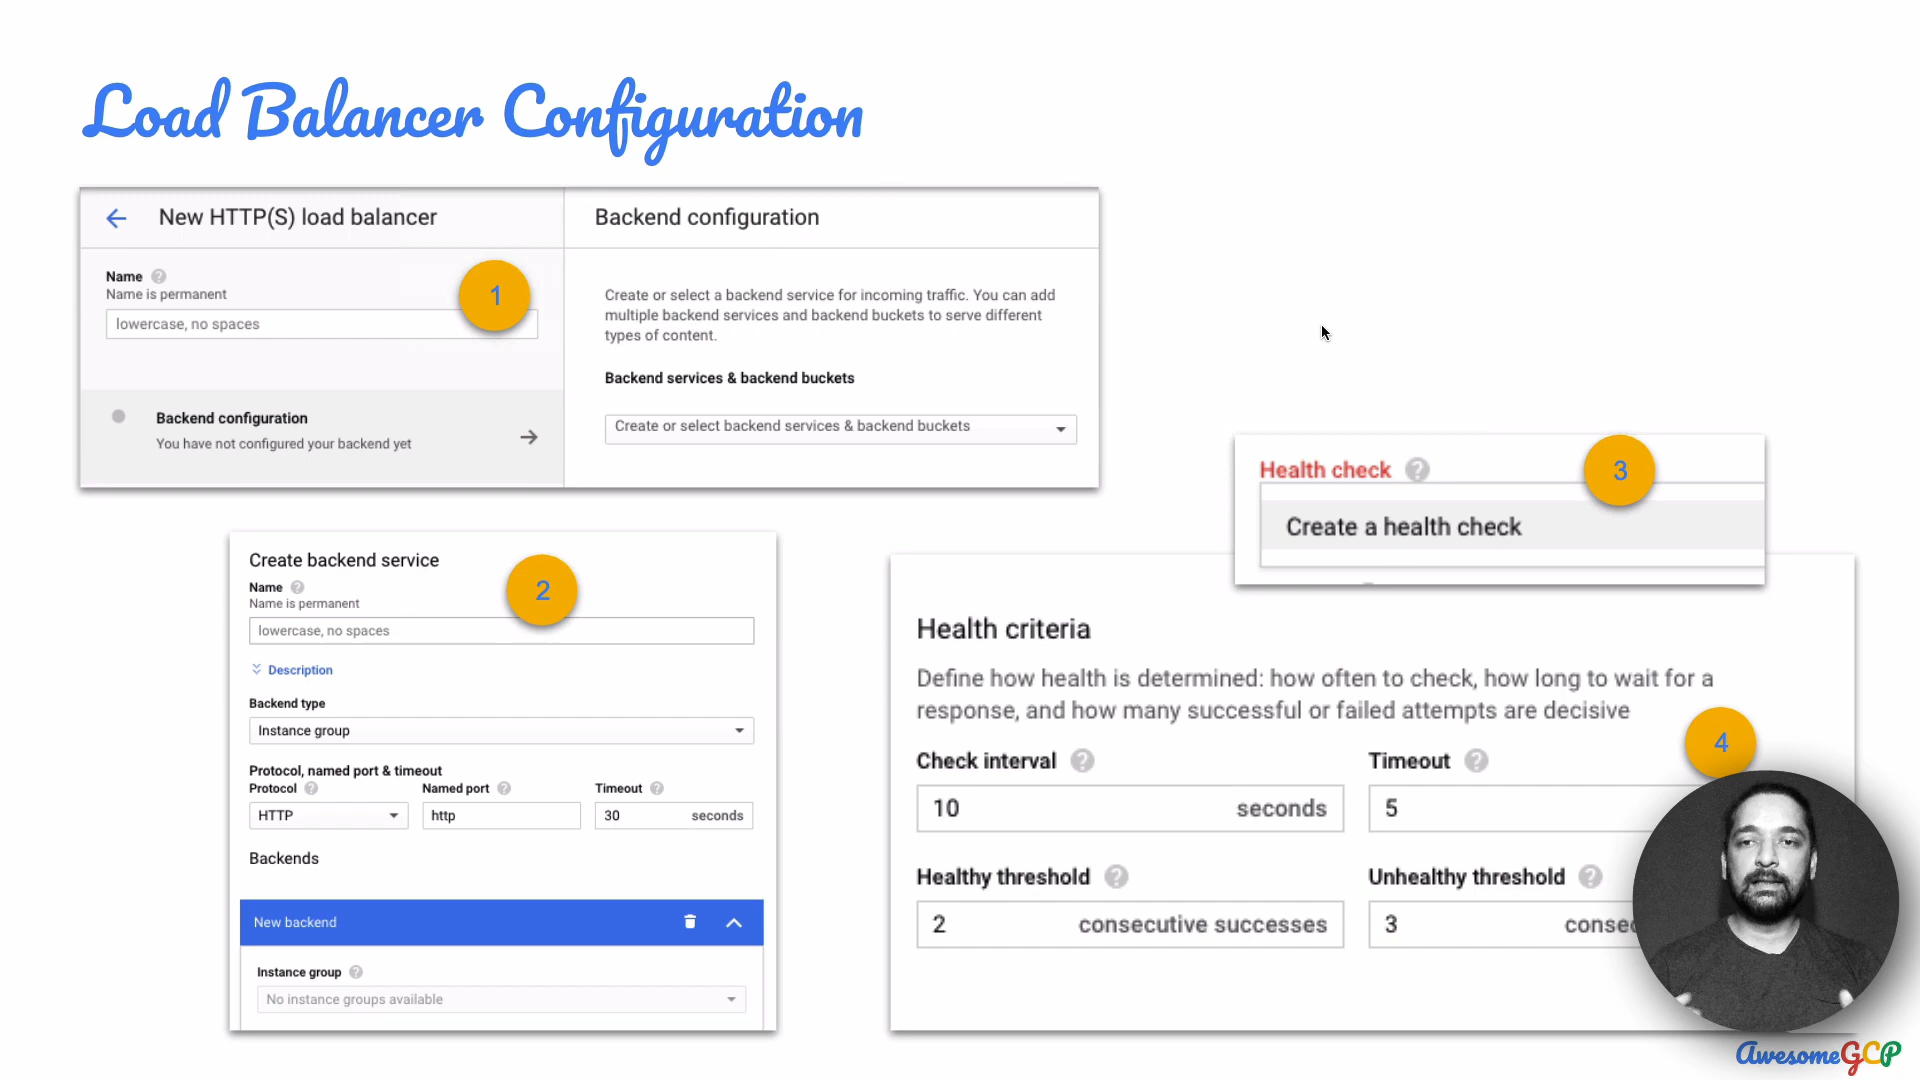 Load Balancer Configuration
New HTTP(S) load balancer
Backend configuration
Name
Name is permanent
lowercase, no spaces
1
Backend configuration
You have not configured your backend yet
Create or select a backend service for incoming traffic. You can add
multiple backend services and backend buckets to serve different
types of content.
Backend services & backend buckets
Create or select backend services & backend buckets
Create backend service
2
Name
Name is permanent
lowercase, no spaces
Description
Backend type
Instance group
Protocol, named port & timeout
Protocol Named port Timeout
HTTP http 30 seconds
Backends
New backend
Instance group
No instance groups available
Health check
3
Create a health check
Health criteria
Define how health is determined: how often to check, how long to wait for a
response, and how many successful or failed attempts are decisive
4
Check interval Timeout
10 seconds 5
Healthy threshold Unhealthy threshold
2 consecutive successes 3
AwesomeGCP